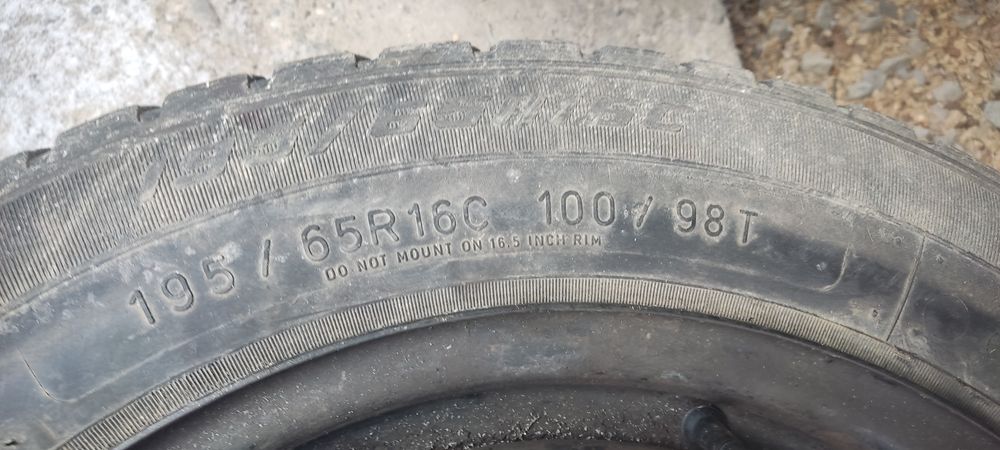 195/65R16C
195 / 65R16C 100 / 98T
DO NOT MOUNT ON 16.5 INCH RIM